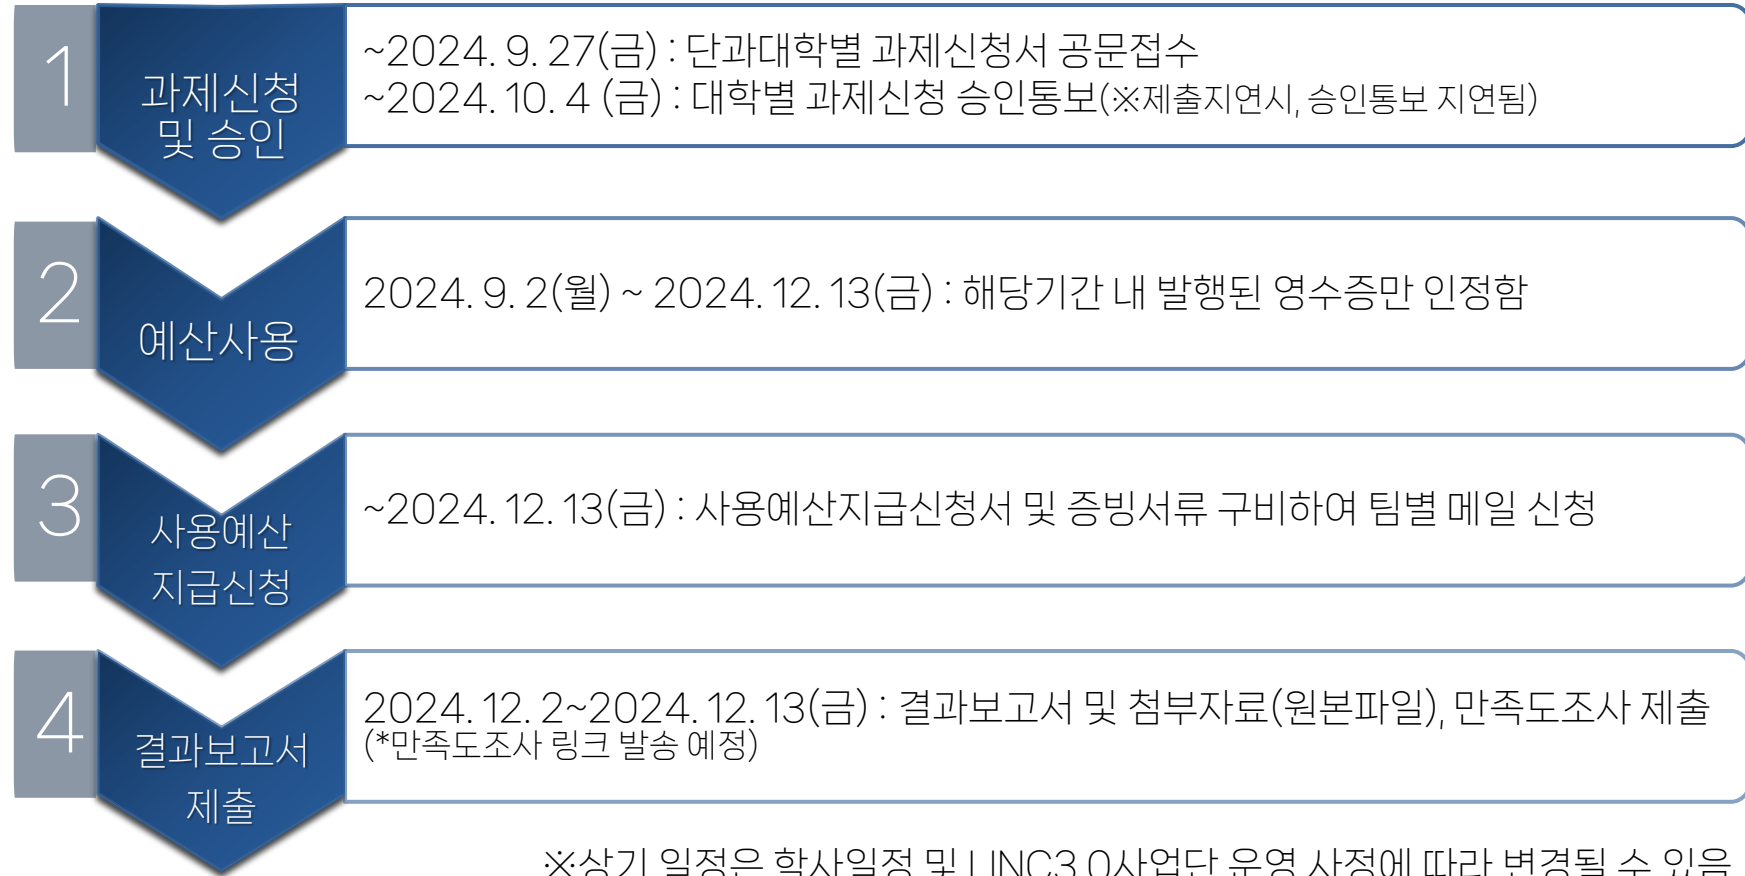 1
과제신청
및 승인
~2024. 9. 27(금) : 단과대학별 과제신청서 공문접수
~2024. 10. 4 (금) : 대학별 과제신청 승인통보(※제출지연시, 승인통보 지연됨)
2
예산사용
2024. 9. 2(월) ~ 2024. 12. 13(금) : 해당기간 내 발행된 영수증만 인정함
3
사용예산
지급신청
~2024. 12. 13(금) : 사용예산지급신청서 및 증빙서류 구비하여 팀별 메일 신청
4
결과보고서
제출
2024. 12. 2~2024. 12. 13(금) : 결과보고서 및 첨부자료(원본파일), 만족도조사 제출
(*만족도조사 링크 발송 예정)
※상기 일정은 학사일정 및 LINC3.0사업단 운영 사정에 따라 변경될 수 있음